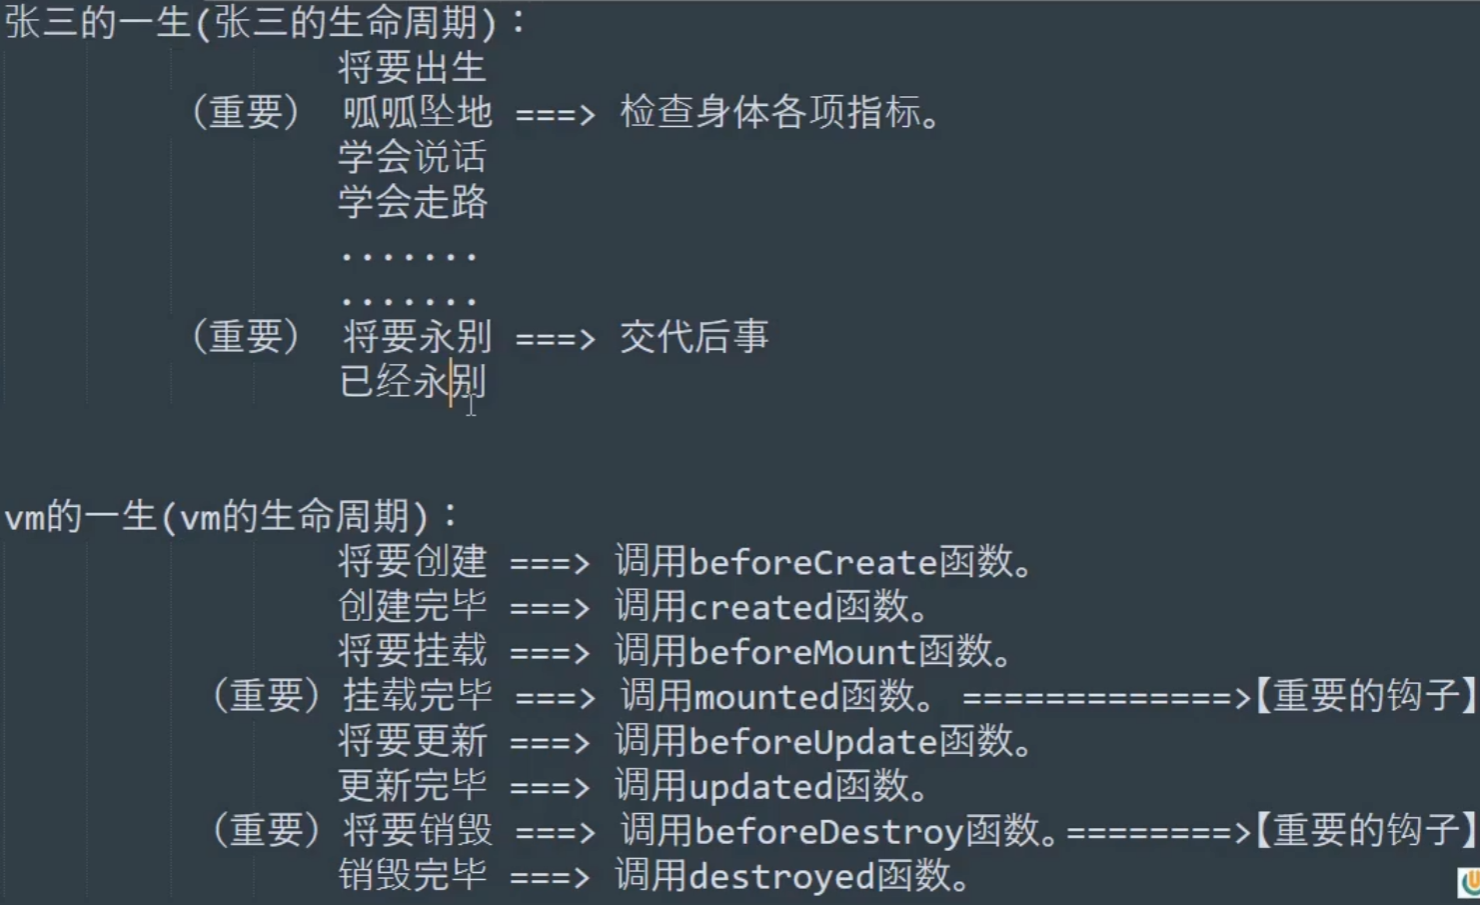 张三的一生(张三的生命周期)：
将要出生
（重要） 呱呱坠地 ===> 检查身体各项指标。
学会说话
学会走路
.......
.......
（重要） 将要永别 ===> 交代后事
已经永别
vm的一生(vm的生命周期)：
将要创建 ===> 调用beforeCreate函数。
创建完毕 ===> 调用created函数。
将要挂载 ===> 调用beforeMount函数。
（重要）挂载完毕 ===> 调用mounted函数。 =============>【重要的钩子】
将要更新 ===> 调用beforeUpdate函数。
更新完毕 ===> 调用updated函数。
（重要）将要销毁 ===> 调用beforeDestroy函数。========>【重要的钩子】
销毁完毕 ===> 调用destroyed函数。